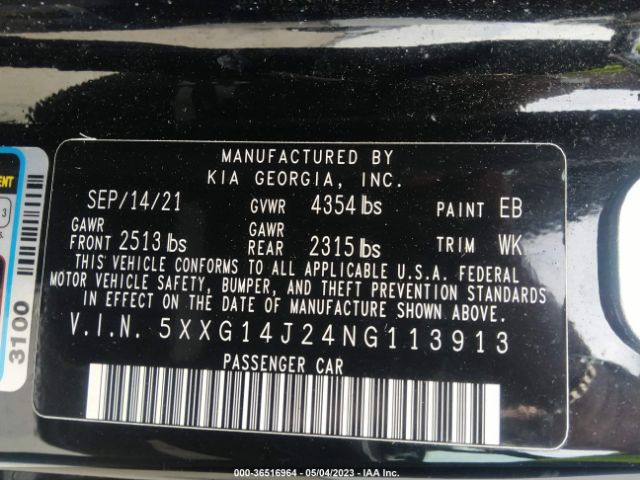 MANUFACTURED BY
KIA GEORGIA, INC.
SEP/14/21 GVWR 4354 lbs PAINT EB
GAWR FRONT 2513 lbs GAWR REAR 2315 lbs TRIM WK
THIS VEHICLE CONFORMS TO ALL APPLICABLE U.S.A. FEDERAL
MOTOR VEHICLE SAFETY, BUMPER, AND THEFT PREVENTION STANDARDS
IN EFFECT ON THE DATE OF MANUFACTURE SHOWN ABOVE.
V.I.N. 5XXG14J24NG113913
PASSENGER CAR
3100
3
000-36516964 - 05/04/2023 - IAA Inc.